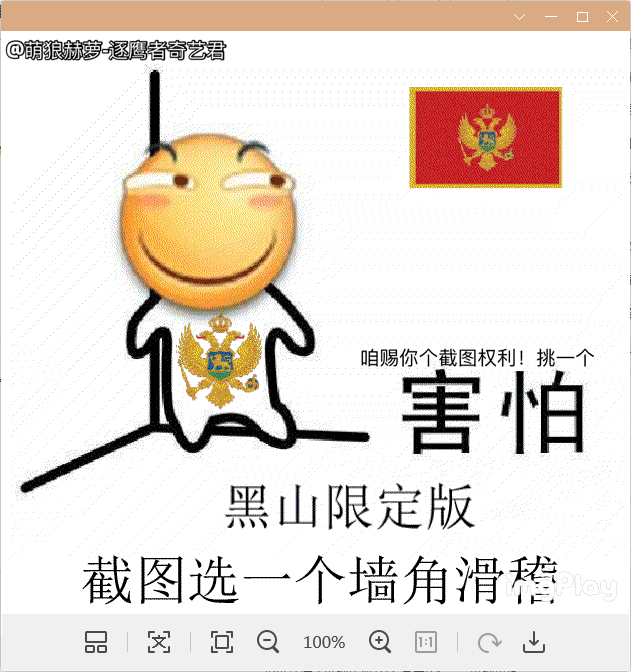 @萌狼赫萝-逐鹰者奇艺君
咱赐你个截图权利！挑一个
害怕
黑山限定版
截图选一个墙角滑稽
ImgPlay
100%
1:1